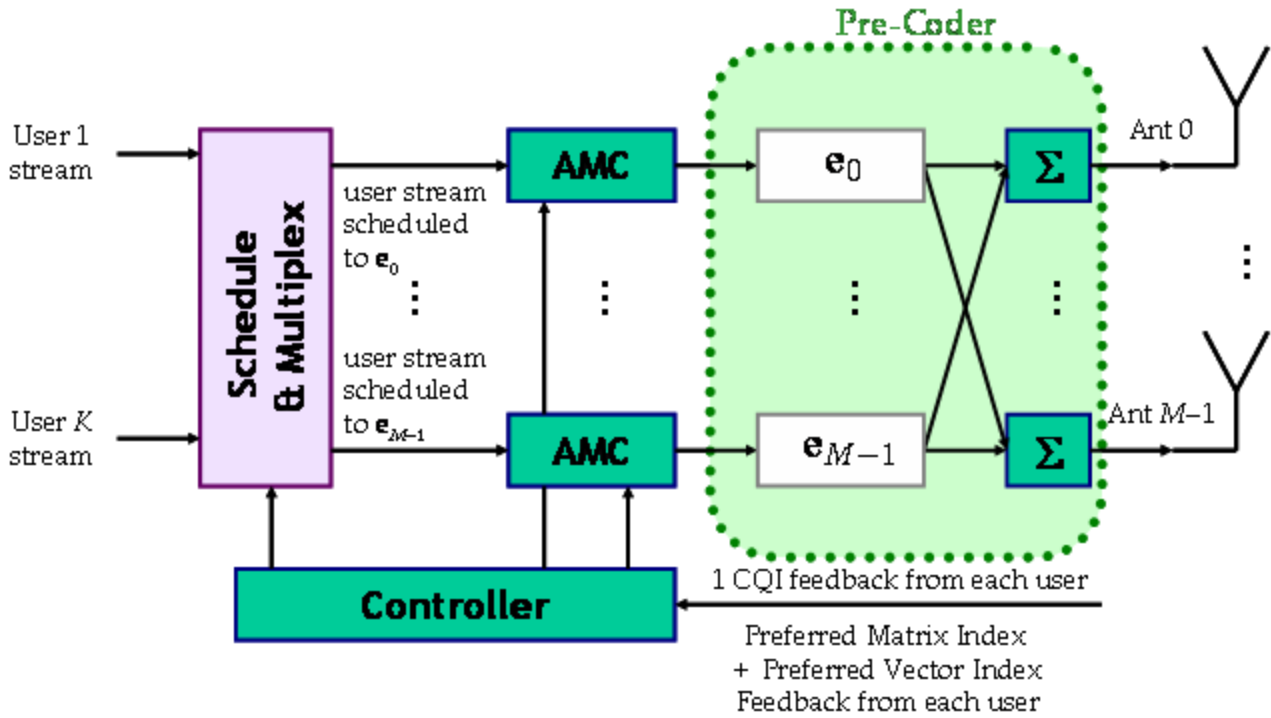 Pre-Coder
User 1
stream
Schedule
& Multiplex
AMC
e0
Σ
Ant 0
user stream
scheduled
to e0
⋮
⋮
⋮
⋮
⋮
user stream
scheduled
to eM−1
User K
stream
AMC
eM−1
Σ
Ant M−1
Controller
1 CQI feedback from each user
Preferred Matrix Index
+ Preferred Vector Index
Feedback from each user